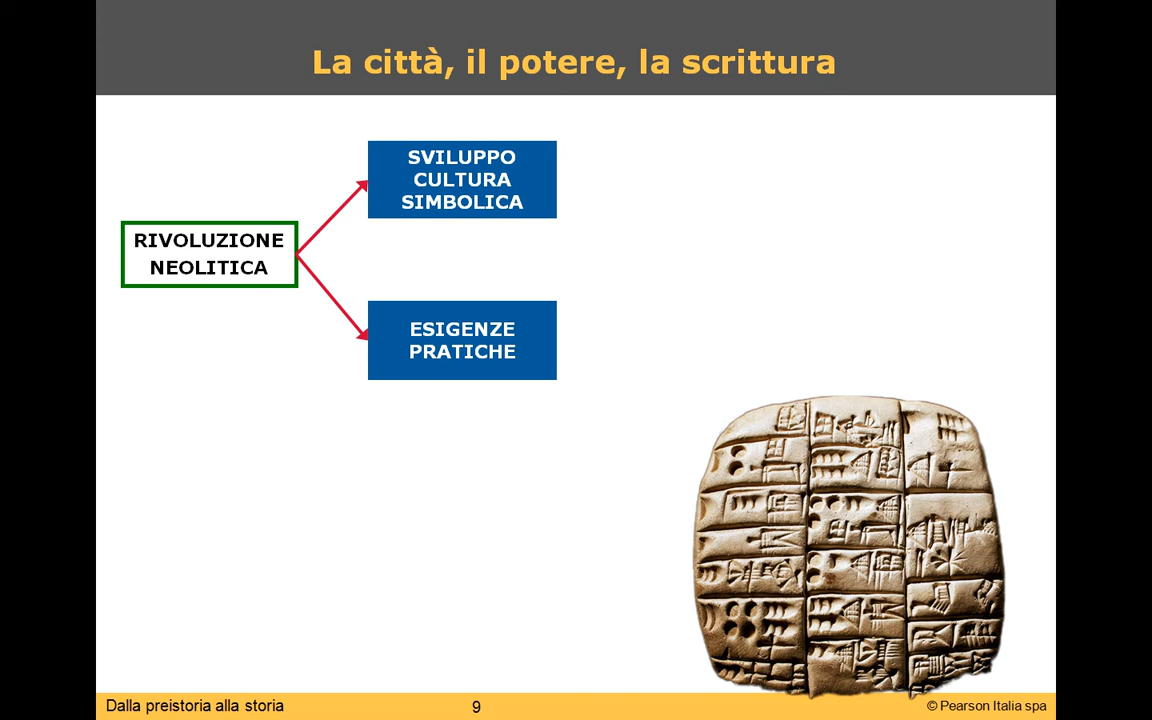 La città, il potere, la scrittura
SVILUPPO
CULTURA
SIMBOLICA
RIVOLUZIONE
NEOLITICA
ESIGENZE
PRATICHE
Dalla preistoria alla storia
9
© Pearson Italia spa